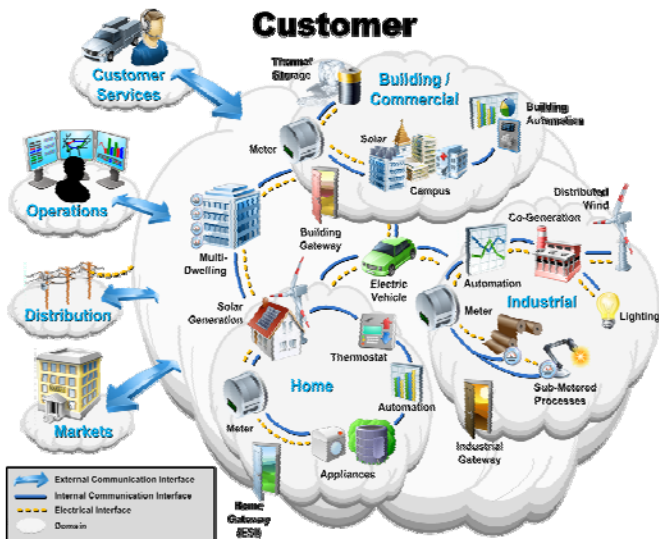 Customer
Customer
Services
Thermal
Storage
Building /
Commercial
Building
Automation
Meter
Solar
Campus
Operations
Multi-
Dwelling
Building
Gateway
Electric
Vehicle
Distributed
Wind
Co-Generation
Automation
Industrial
Meter
Lighting
Sub-Metered
Processes
Industrial
Gateway
Distribution
Solar
Generation
Thermostat
Home
Automation
Meter
Appliances
Home
Gateway
(ESI)
Markets
External Communication Interface
Internal Communication Interface
Electrical Interface
Domain